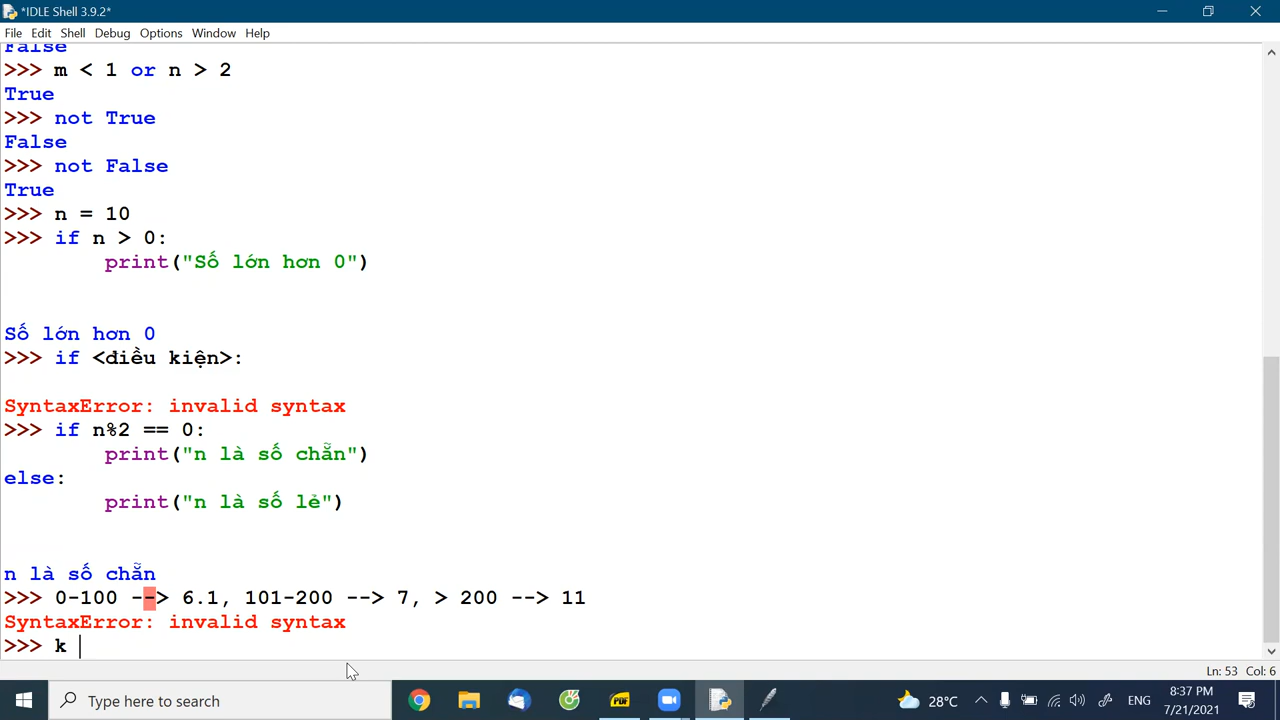 *IDLE Shell 3.9.2*
File Edit Shell Debug Options Window Help
False
>>> m < 1 or n > 2
True
>>> not True
False
>>> not False
True
>>> n = 10
>>> if n > 0:
print("Số lớn hơn 0")
Số lớn hơn 0
>>> if <điều kiện>:
SyntaxError: invalid syntax
>>> if n%2 == 0:
print("n là số chẵn")
else:
print("n là số lẻ")
n là số chẵn
>>> 0-100 --> 6.1, 101-200 --> 7, > 200 --> 11
SyntaxError: invalid syntax
>>> k
Ln: 53 Col: 6
Type here to search
PDF
28°C
ENG
8:37 PM
7/21/2021